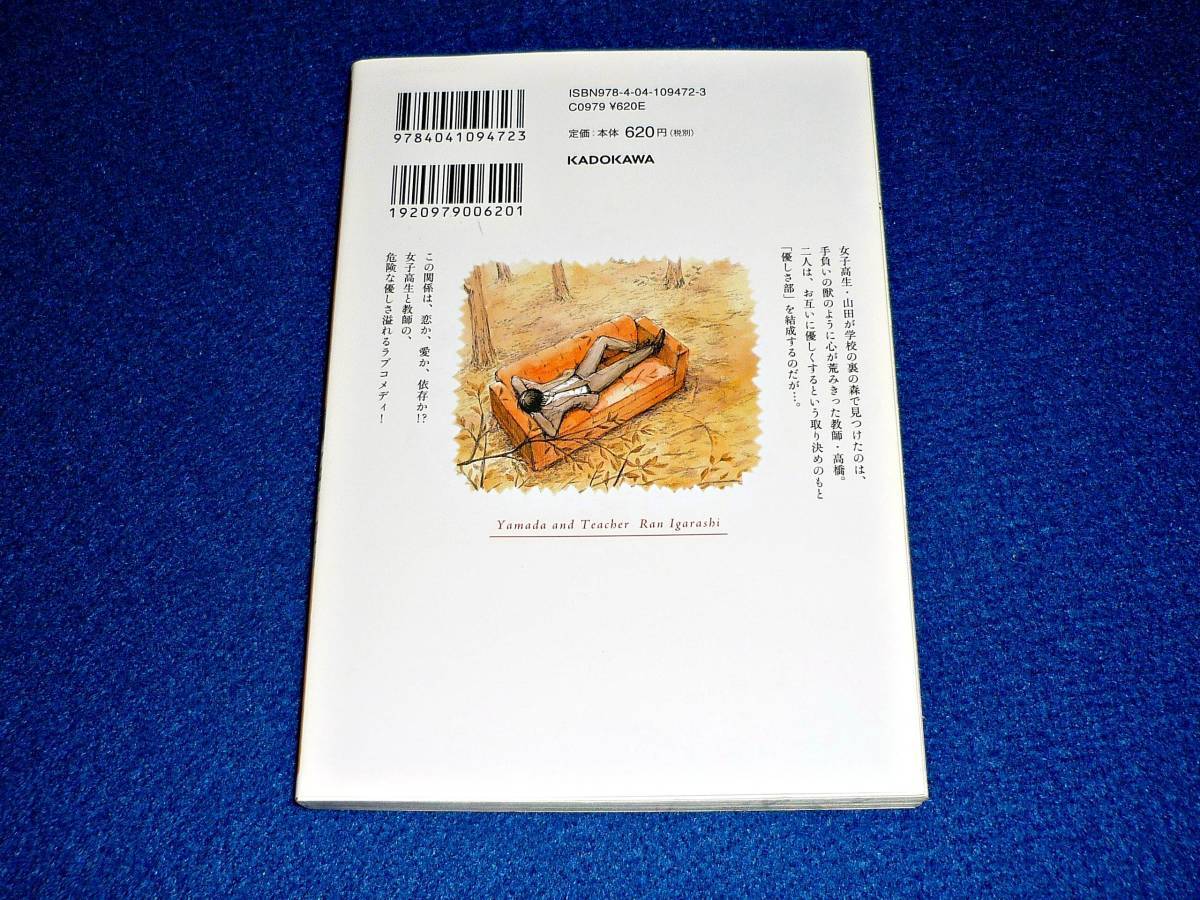 ISBN978-4-04-109472-3
C0979 ¥620E
定価:本体620円(税別)
KADOKAWA
9784041094723
1920979006201
女子高生・山田が学校の裏の森で見つけたのは、
手負いの獣のように心が荒みきった教師・高橋。
二人は、お互いに優しくするという取り決めのもと
「優しさ部」を結成するのだが…。
この関係は、恋か、愛か、依存か!?
女子高生と教師の、
危険な優しさ溢れるラブコメディ!
Yamada and Teacher Ran Igarashi